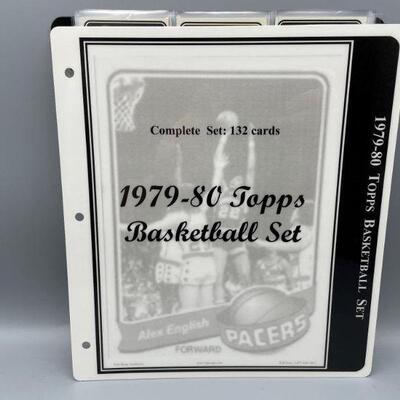 Complete Set: 132 cards
1979-80 Topps
Basketball Set
Alex English
PACERS
FORWARD
1979-80 TOPPS BASKETBALL SET